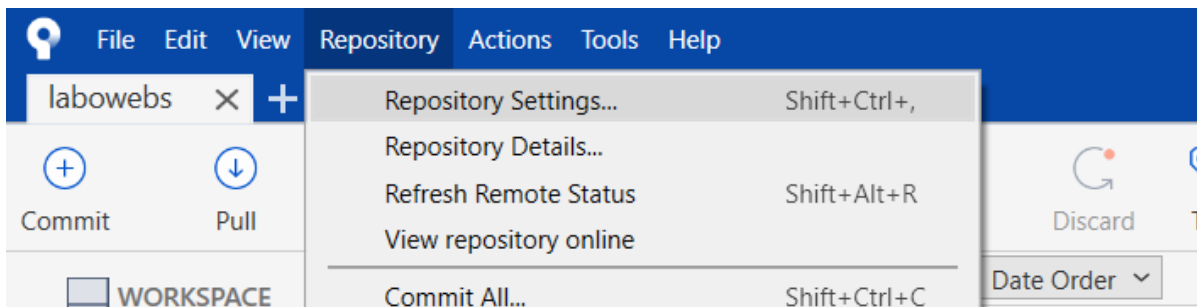 File Edit View Repository Actions Tools Help
labowebs
Repository Settings... Shift+Ctrl+,
Repository Details...
Refresh Remote Status Shift+Alt+R
View repository online
Commit All... Shift+Ctrl+C
Commit Pull
Discard
WORKSPACE
Date Order